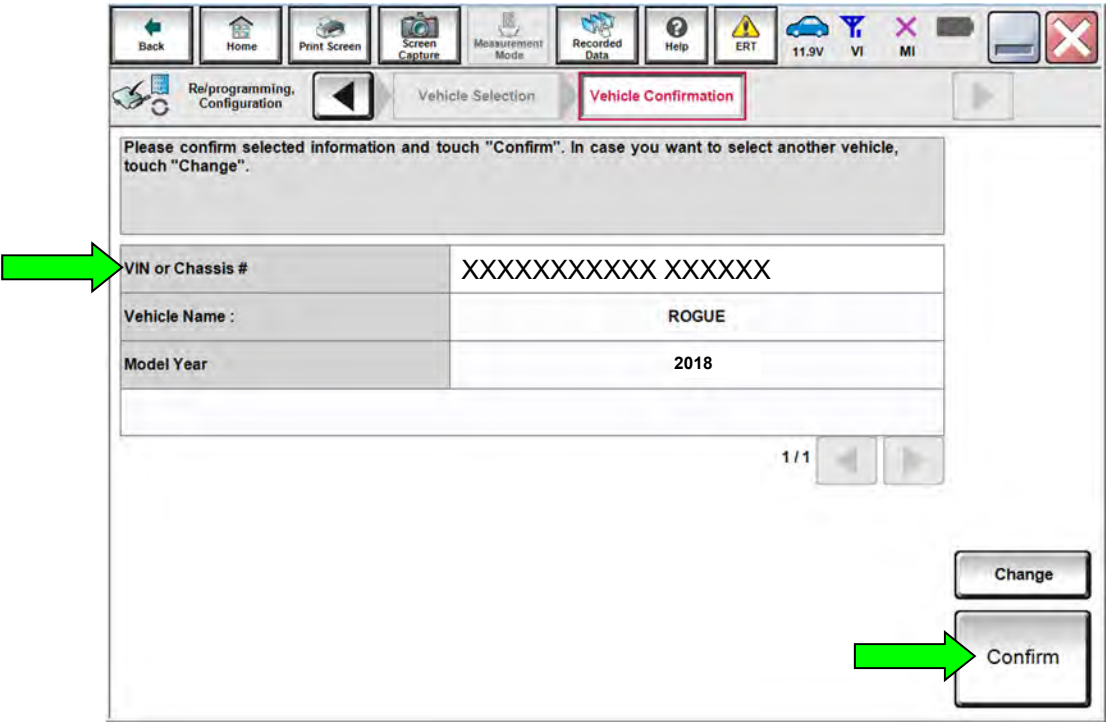 Back
Home
Print Screen
Screen
Capture
Measurement
Mode
Recorded
Data
Help
ERT
11.9V
VI
MI
Re/programming,
Configuration
Vehicle Selection
Vehicle Confirmation
Please confirm selected information and touch "Confirm". In case you want to select another vehicle,
touch "Change".
VIN or Chassis #
XXXXXXXXXXX XXXXXX
Vehicle Name :
ROGUE
Model Year
2018
1/1
Change
Confirm